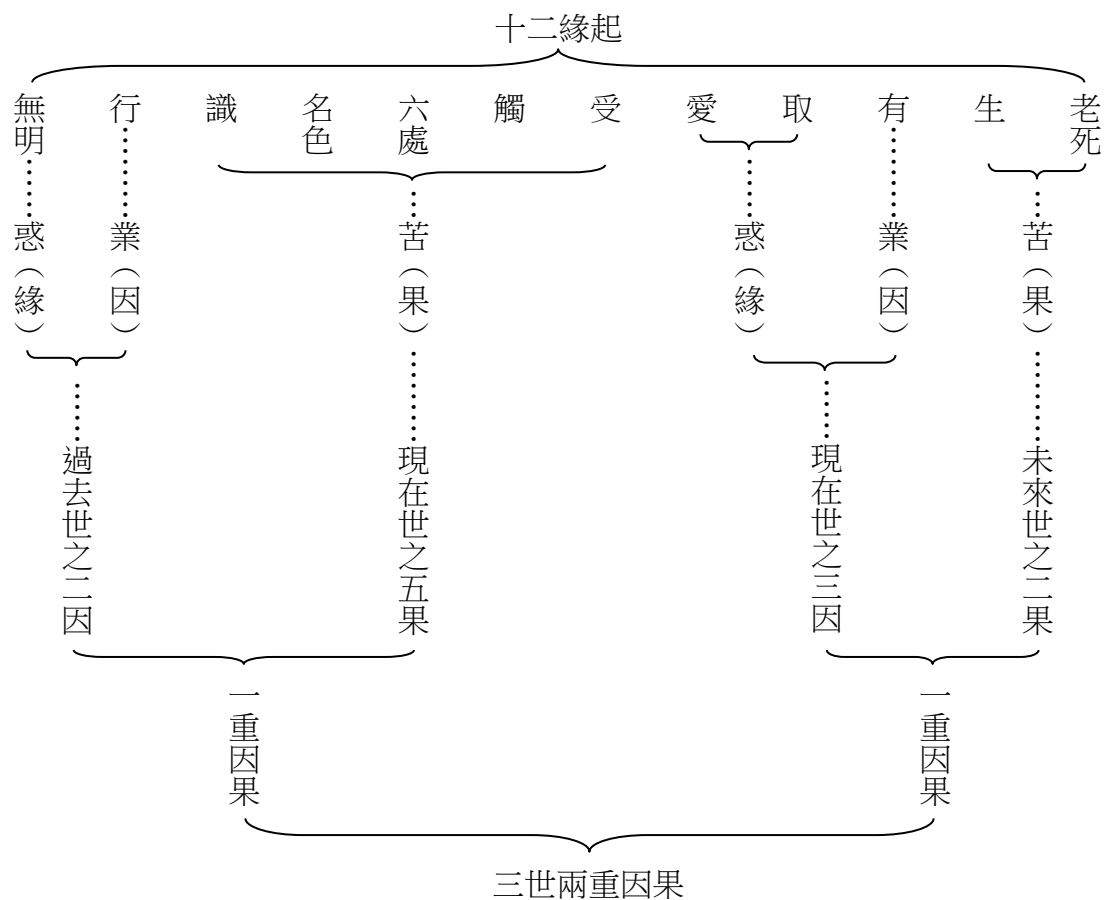 十二緣起
無明
行
識
名色
六處
觸
受
愛
取
有
生
老死
惑（緣）
業（因）
苦（果）
惑（緣）
業（因）
苦（果）
過去世之二因
現在世之五果
現在世之三因
未來世之二果
一重因果
一重因果
三世兩重因果